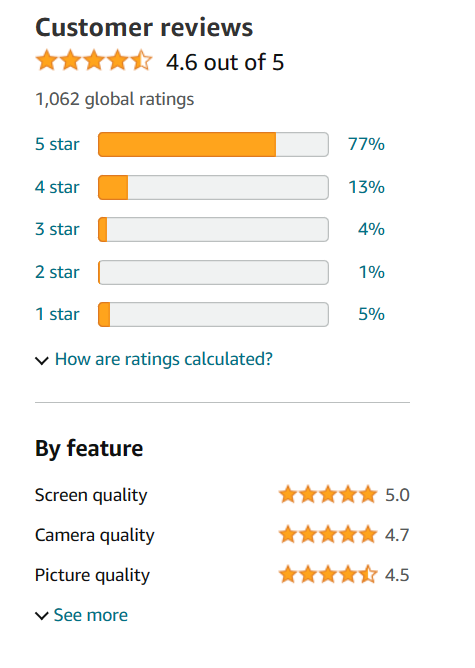 Customer reviews
4.6 out of 5
1,062 global ratings
5 star 77%
4 star 13%
3 star 4%
2 star 1%
1 star 5%
How are ratings calculated?
By feature
Screen quality 5.0
Camera quality 4.7
Picture quality 4.5
See more